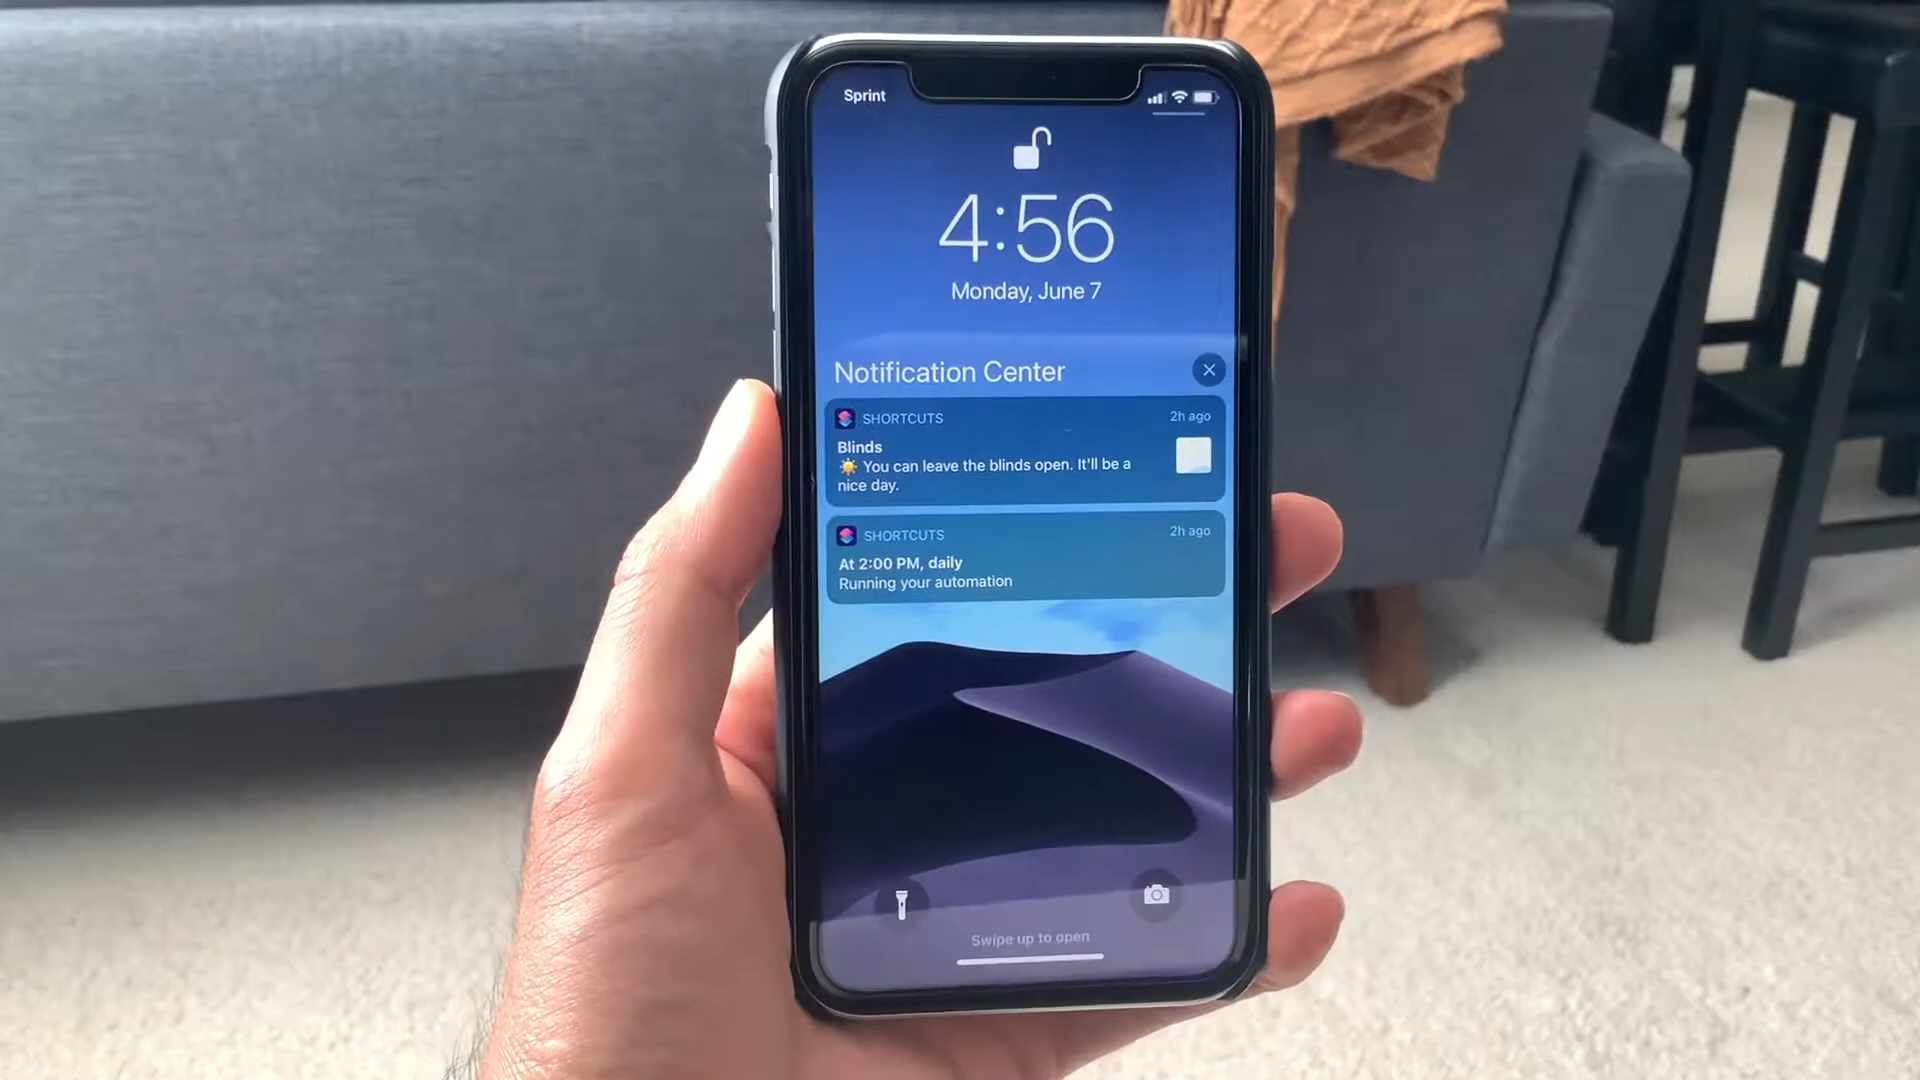 Sprint
4:56
Monday, June 7
Notification Center
SHORTCUTS 2h ago
Blinds
☀️ You can leave the blinds open. It'll be a
nice day.
SHORTCUTS 2h ago
At 2:00 PM, daily
Running your automation
Swipe up to open